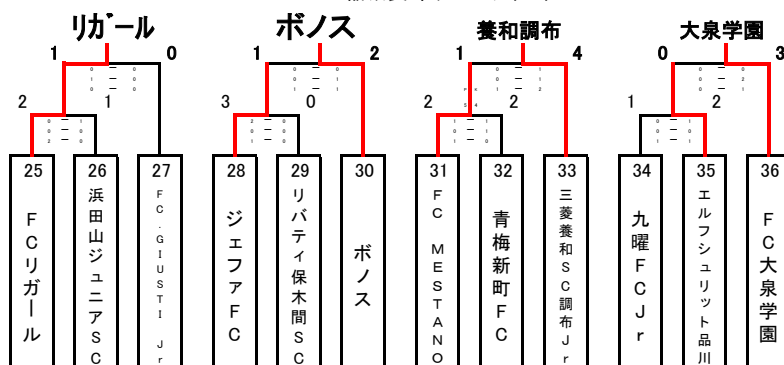 リガール ボノス 養和調布 大泉学園
1 0 1 2 1 4 0 3
2 1 3 0 2 2 1 2
25 26 27 28 29 30 31 32 33 34 35 36
FCリガール
浜田山ジュニアSC
FC.GIUSTI Jr
ジェファFC
リバティ保木間SC
ボノス
FC MESTANO
青梅新町FC
三菱養和SC調布Jr
九曜FCJr
エルフシュリット品川
FC大泉学園